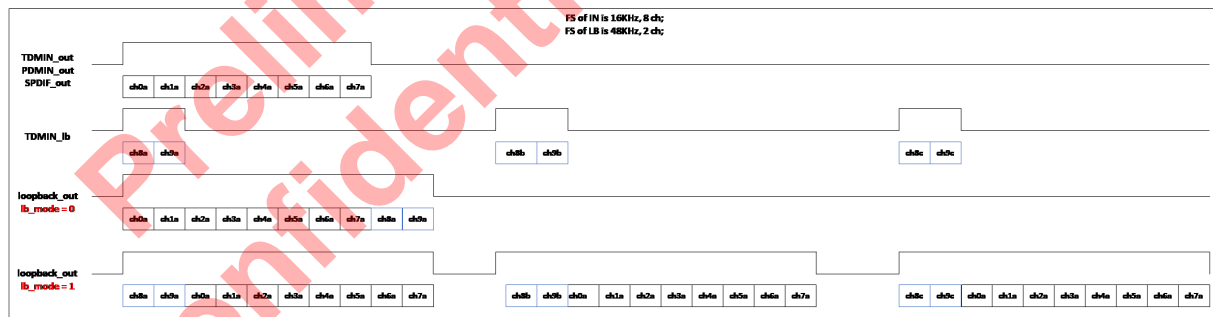 FS of IN is 16KHz, 8 ch;
FS of LB is 48KHz, 2 ch;
TDMIN_out
PDMIN_out
SPDIF_out
ch0a ch1a ch2a ch3a ch4a ch5a ch6a ch7a
TDMIN_lb
ch8a ch9a ch8b ch9b ch8c ch9c
loopback_out
lb_mode = 0
ch0a ch1a ch2a ch3a ch4a ch5a ch6a ch7a ch8a ch9a
loopback_out
lb_mode = 1
ch8a ch9a ch0a ch1a ch2a ch3a ch4a ch5a ch6a ch7a ch8b ch9b ch0a ch1a ch2a ch3a ch4a ch5a ch6a ch7a ch8c ch9c ch0a ch1a ch2a ch3a ch4a ch5a ch6a ch7a